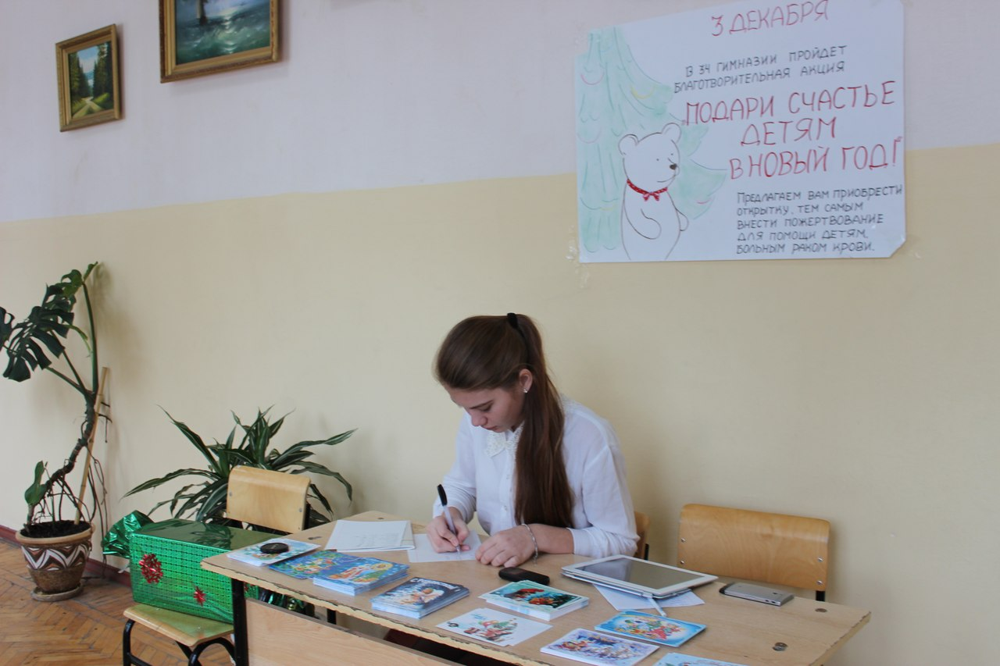 3 ДЕКАБРЯ
В 34 ГИМНАЗИИ ПРОЙДЕТ
БЛАГОТВОРИТЕЛЬНАЯ АКЦИЯ
„ПОДАРИ СЧАСТЬЕ
ДЕТЯМ
В НОВЫЙ ГОД!"
ПРЕДЛАГАЕМ ВАМ ПРИОБРЕСТИ
ОТКРЫТКУ, ТЕМ САМЫМ
ВНЕСТИ ПОЖЕРТВОВАНИЕ
ДЛЯ ПОМОЩИ ДЕТЯМ,
БОЛЬНЫМ РАКОМ КРОВИ.